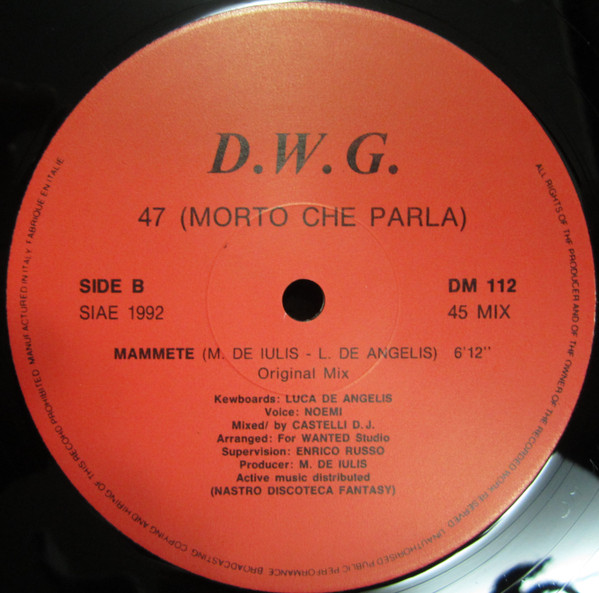 D.W.G.
47 (MORTO CHE PARLA)
SIDE B
DM 112
SIAE 1992
45 MIX
MAMMETE (M. DE IULIS - L. DE ANGELIS) 6'12"
Original Mix
Kewboards: LUCA DE ANGELIS
Voice: NOEMI
Mixed/ by CASTELLI D.J.
Arranged: For WANTED Studio
Supervision: ENRICO RUSSO
Producer: M. DE IULIS
Active music distributed
(NASTRO DISCOTECA FANTASY)
ALL RIGHTS OF THE PRODUCER AND OF THE OWNER OF THE RECORDED WORK RESERVED. UNAUTHORISED PUBLIC PERFORMANCE BROADCASTING COPYING AND HIRING OF THIS RECORD PROHIBITED MANUFACTURED IN ITALY. FABRIQUE EN ITALIE